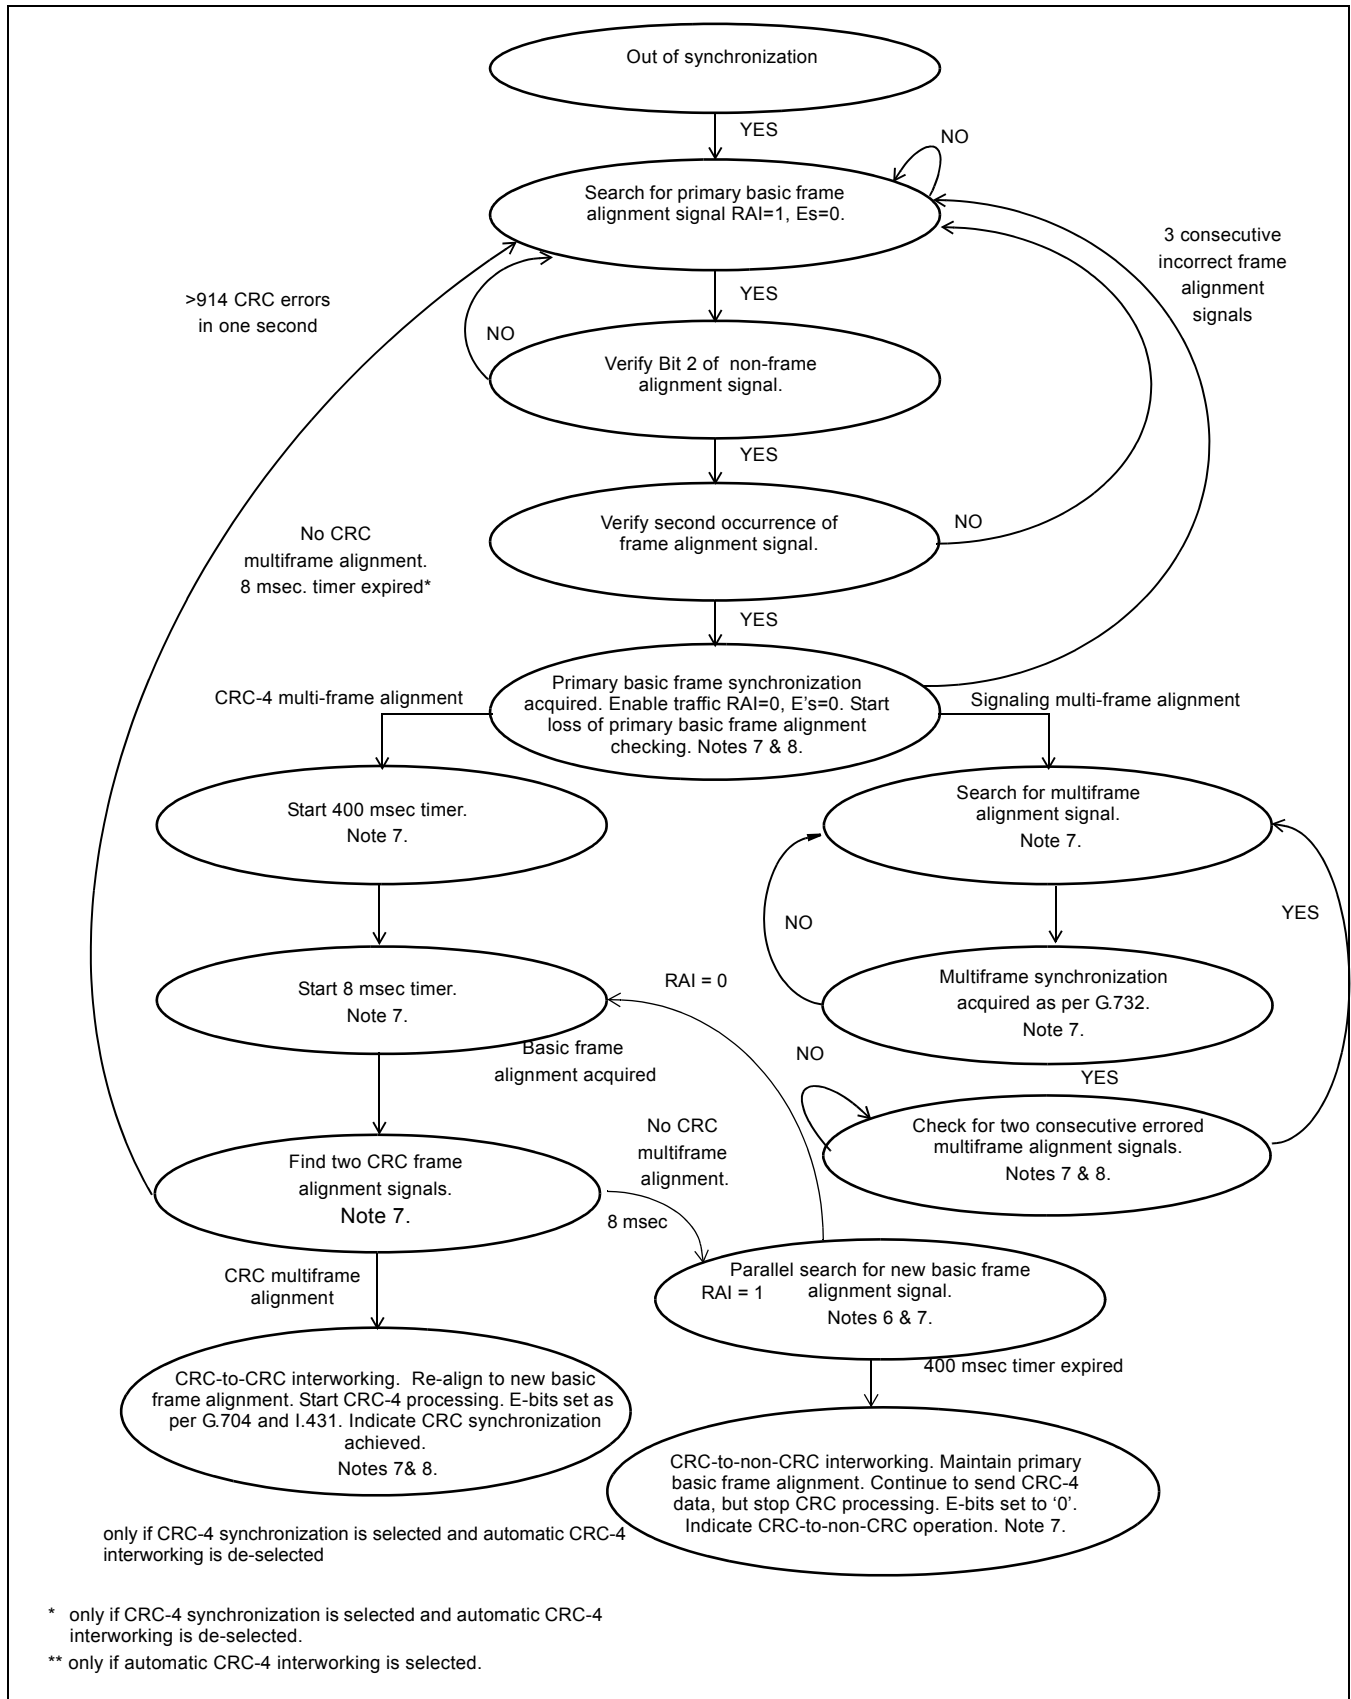 Out of synchronization
YES
NO
Search for primary basic frame
alignment signal RAI=1, Es=0.
3 consecutive
incorrect frame
alignment
signals
>914 CRC errors
in one second
YES
NO
Verify Bit 2 of non-frame
alignment signal.
YES
Verify second occurrence of
frame alignment signal.
NO
No CRC
multiframe alignment.
8 msec. timer expired*
YES
CRC-4 multi-frame alignment
Primary basic frame synchronization
acquired. Enable traffic RAI=0, E's=0. Start
loss of primary basic frame alignment
checking. Notes 7 & 8.
Signaling multi-frame alignment
Start 400 msec timer.
Note 7.
Search for multiframe
alignment signal.
Note 7.
NO
YES
Start 8 msec timer.
Note 7.
RAI = 0
Multiframe synchronization
acquired as per G.732.
Note 7.
Basic frame
alignment acquired
NO
YES
No CRC
multiframe
alignment.
Check for two consecutive errored
multiframe alignment signals.
Notes 7 & 8.
Find two CRC frame
alignment signals.
Note 7.
8 msec
CRC multiframe
alignment
Parallel search for new basic frame
RAI = 1 alignment signal.
Notes 6 & 7.
400 msec timer expired
CRC-to-CRC interworking. Re-align to new basic
frame alignment. Start CRC-4 processing. E-bits set as
per G.704 and I.431. Indicate CRC synchronization
achieved.
Notes 7& 8.
CRC-to-non-CRC interworking. Maintain primary
basic frame alignment. Continue to send CRC-4
data, but stop CRC processing. E-bits set to ‘0’.
Indicate CRC-to-non-CRC operation. Note 7.
only if CRC-4 synchronization is selected and automatic CRC-4
interworking is de-selected
* only if CRC-4 synchronization is selected and automatic CRC-4
interworking is de-selected.
** only if automatic CRC-4 interworking is selected.